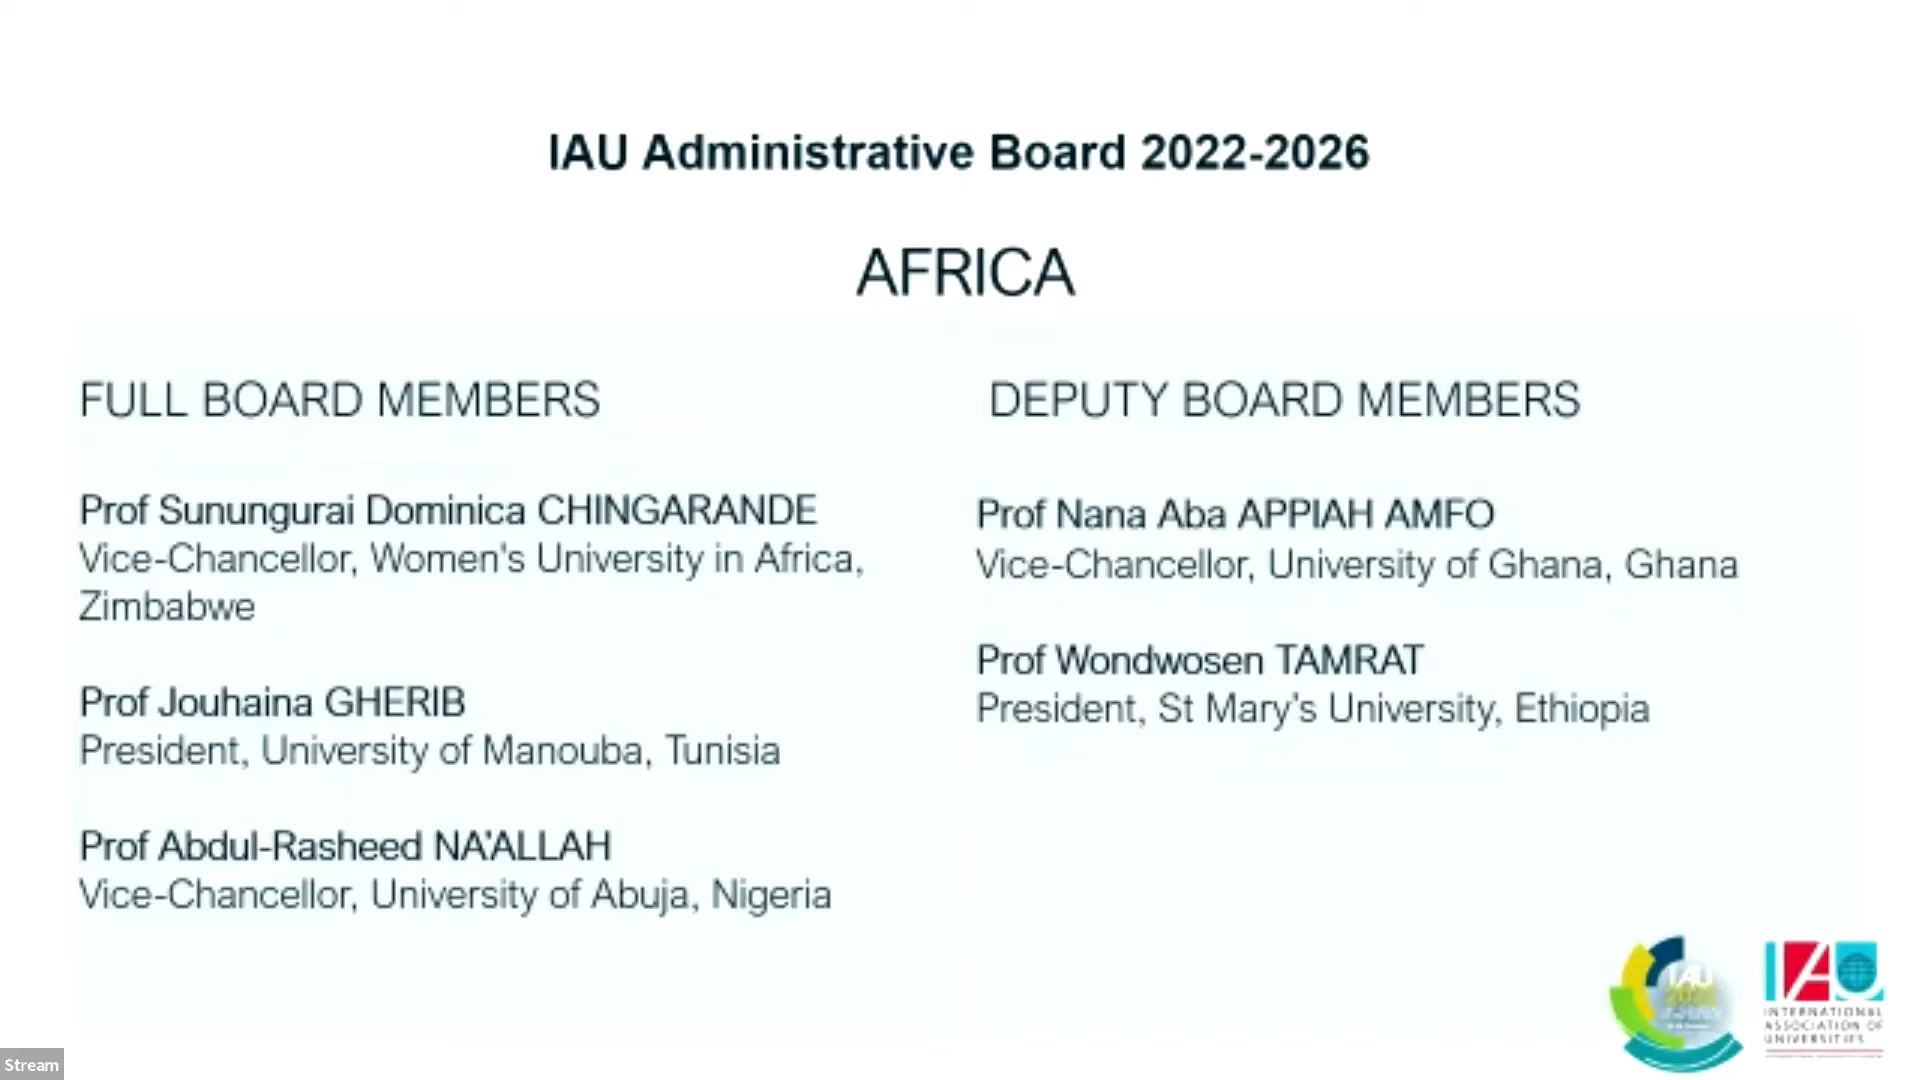 IAU Administrative Board 2022-2026
AFRICA
FULL BOARD MEMBERS
Prof Sunungurai Dominica CHINGARANDE
Vice-Chancellor, Women's University in Africa,
Zimbabwe
Prof Jouhaina GHERIB
President, University of Manouba, Tunisia
Prof Abdul-Rasheed NA'ALLAH
Vice-Chancellor, University of Abuja, Nigeria
DEPUTY BOARD MEMBERS
Prof Nana Aba APPIAH AMFO
Vice-Chancellor, University of Ghana, Ghana
Prof Wondwosen TAMRAT
President, St Mary's University, Ethiopia
IAU
2022
IAU
INTERNATIONAL
ASSOCIATION OF
UNIVERSITIES
Stream